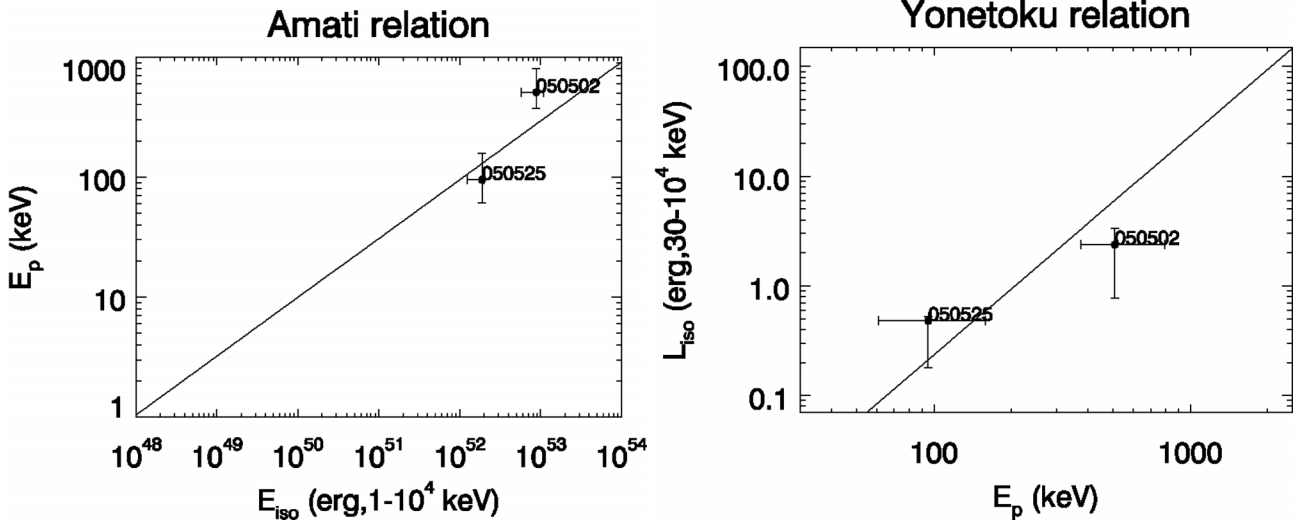 Amati relation
1000
100
10
1
E_p (keV)
050502
050525
10^48 10^49 10^50 10^51 10^52 10^53 10^54
E_iso (erg,1-10^4 keV)
Yonetoku relation
100.0
10.0
1.0
0.1
L_iso (erg,30-10^4 keV)
050502
050525
100 1000
E_p (keV)